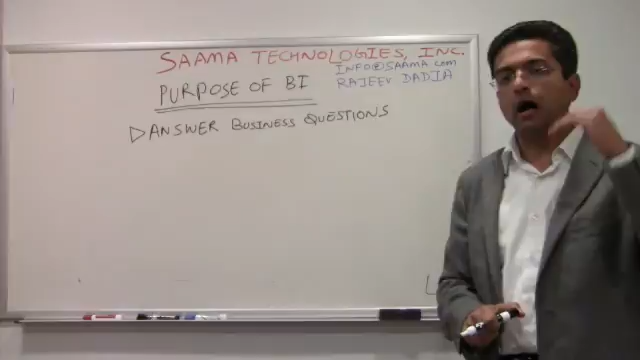 SAAMA TECHNOLOGIES, INC.
INFO@SAAMA.COM
PURPOSE OF BI
RAJEEV DADIA
▷ ANSWER BUSINESS QUESTIONS